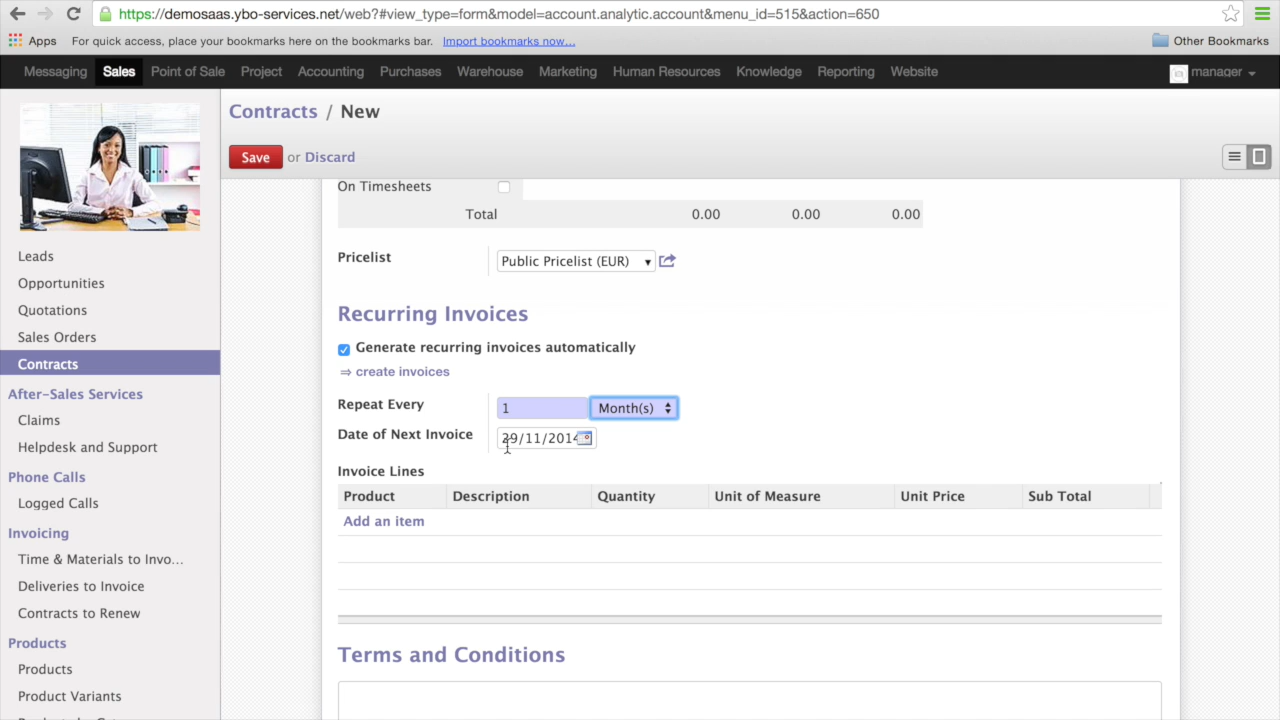 https://demosaas.ybo-services.net/web?#view_type=form&model=account.analytic.account&menu_id=515&action=650
Apps For quick access, place your bookmarks here on the bookmarks bar. Import bookmarks now... Other Bookmarks
Messaging Sales Point of Sale Project Accounting Purchases Warehouse Marketing Human Resources Knowledge Reporting Website manager
Contracts / New
Save or Discard
Leads
Opportunities
Quotations
Sales Orders
Contracts
After-Sales Services
Claims
Helpdesk and Support
Phone Calls
Logged Calls
Invoicing
Time & Materials to Invo...
Deliveries to Invoice
Contracts to Renew
Products
Products
Product Variants
On Timesheets
Total 0.00 0.00 0.00
Pricelist Public Pricelist (EUR)
Recurring Invoices
Generate recurring invoices automatically
⇒ create invoices
Repeat Every 1 Month(s)
Date of Next Invoice 29/11/2014
Invoice Lines
Product Description Quantity Unit of Measure Unit Price Sub Total
Add an item
Terms and Conditions